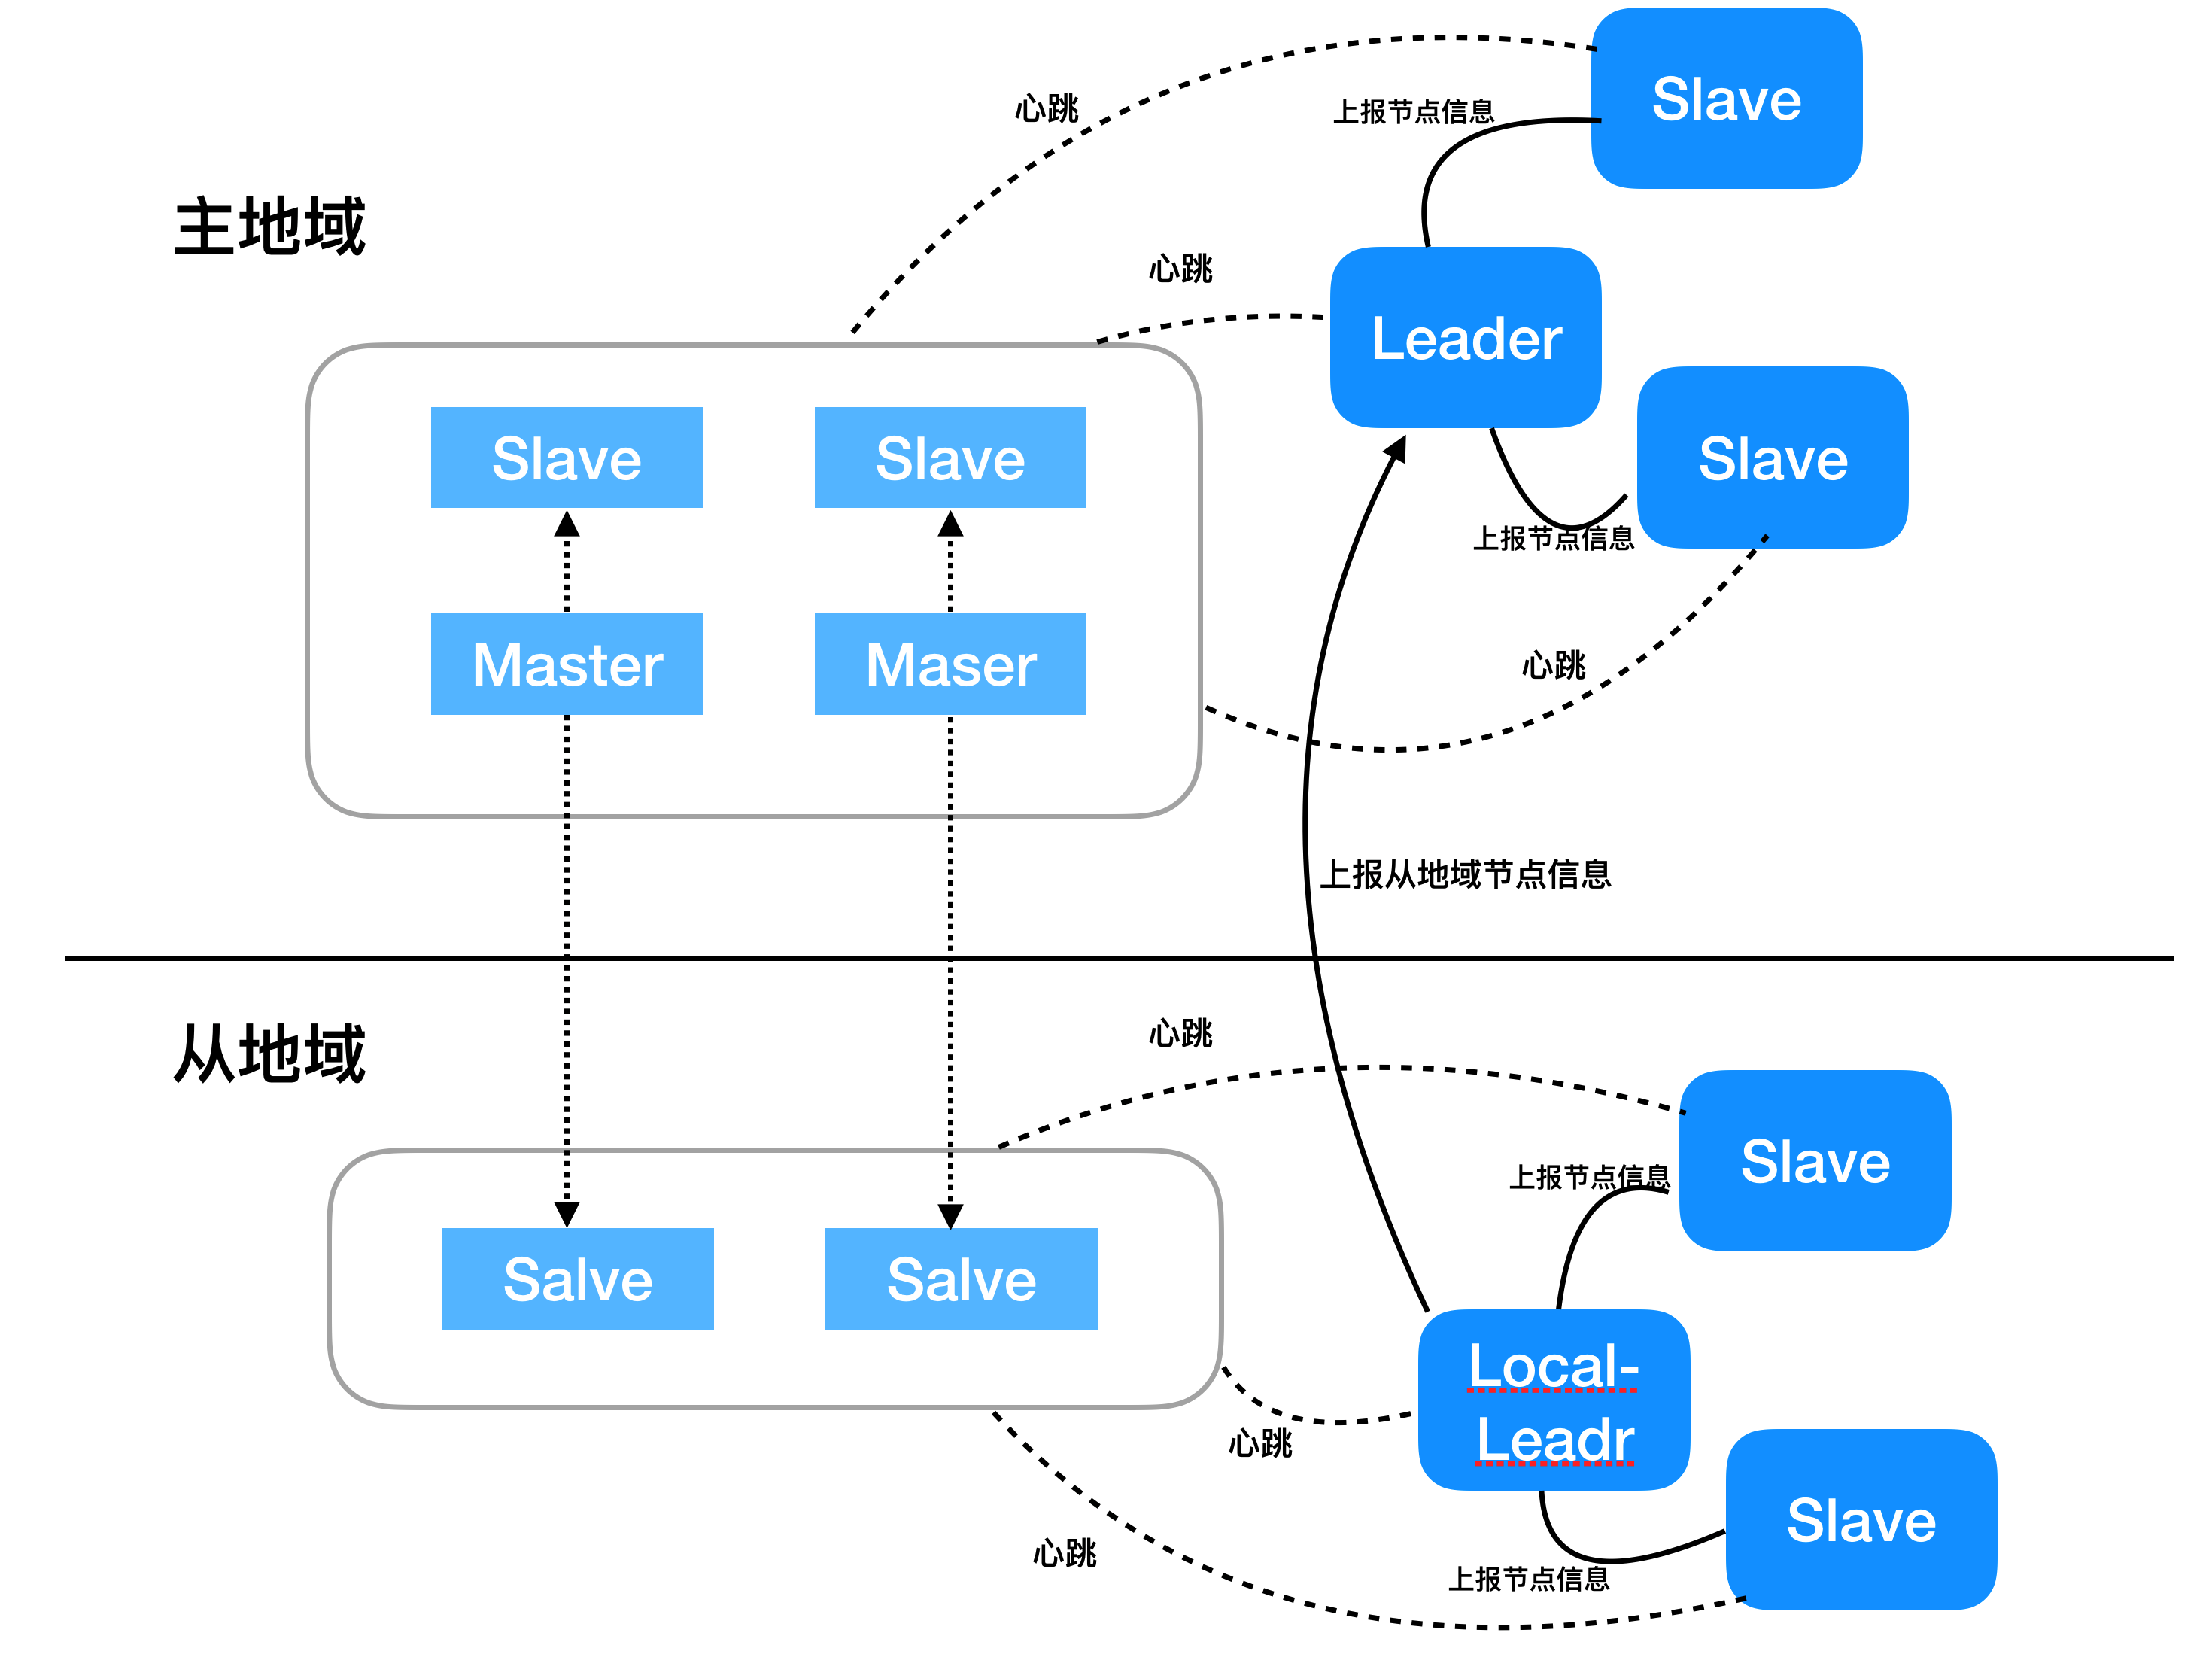 Slave
心跳
上报节点信息
主地域
心跳
Leader
Slave
Slave
Slave
上报节点信息
Master
Maser
心跳
上报从地域节点信息
从地域
心跳
Slave
上报节点信息
Salve
Salve
Local-
Leadr
心跳
Slave
心跳
上报节点信息